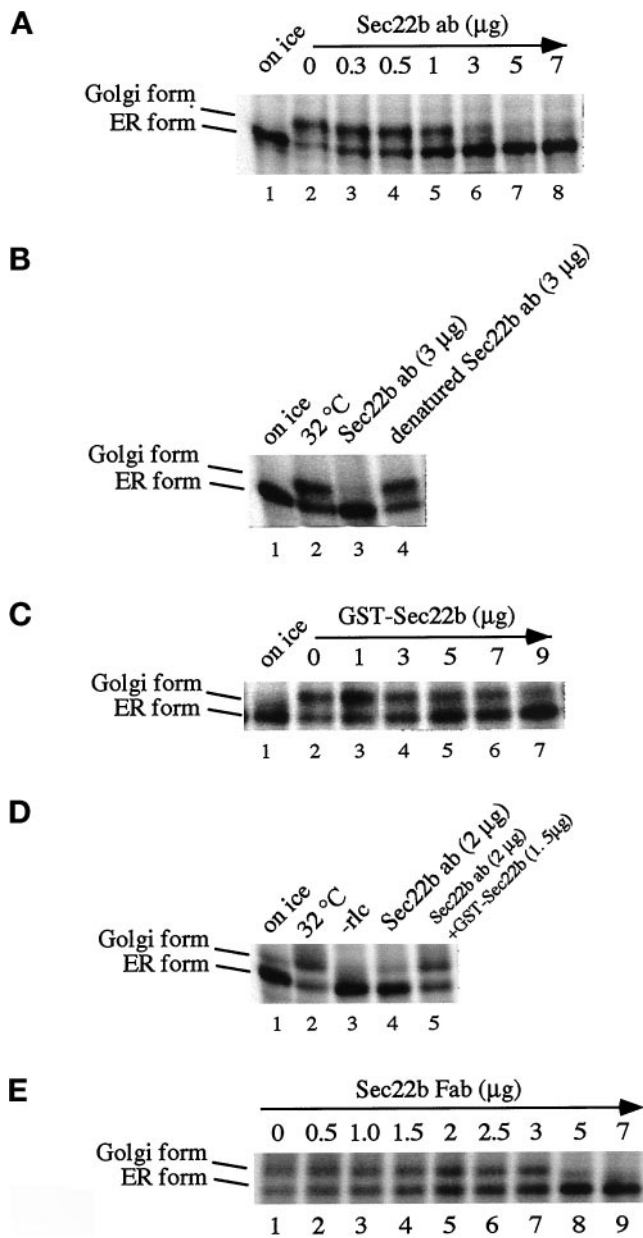 A
Sec22b ab (μg)
on ice 0 0.3 0.5 1 3 5 7
Golgi form
ER form
1 2 3 4 5 6 7 8
B
on ice 32 °C Sec22b ab (3 μg) denatured Sec22b ab (3 μg)
Golgi form
ER form
1 2 3 4
C
GST-Sec22b (μg)
on ice 0 1 3 5 7 9
Golgi form
ER form
1 2 3 4 5 6 7
D
on ice 32 °C -rlc Sec22b ab (2 μg) Sec22b ab (2 μg)
+GST-Sec22b (1. 5μg)
Golgi form
ER form
1 2 3 4 5
E
Sec22b Fab (μg)
0 0.5 1.0 1.5 2 2.5 3 5 7
Golgi form
ER form
1 2 3 4 5 6 7 8 9